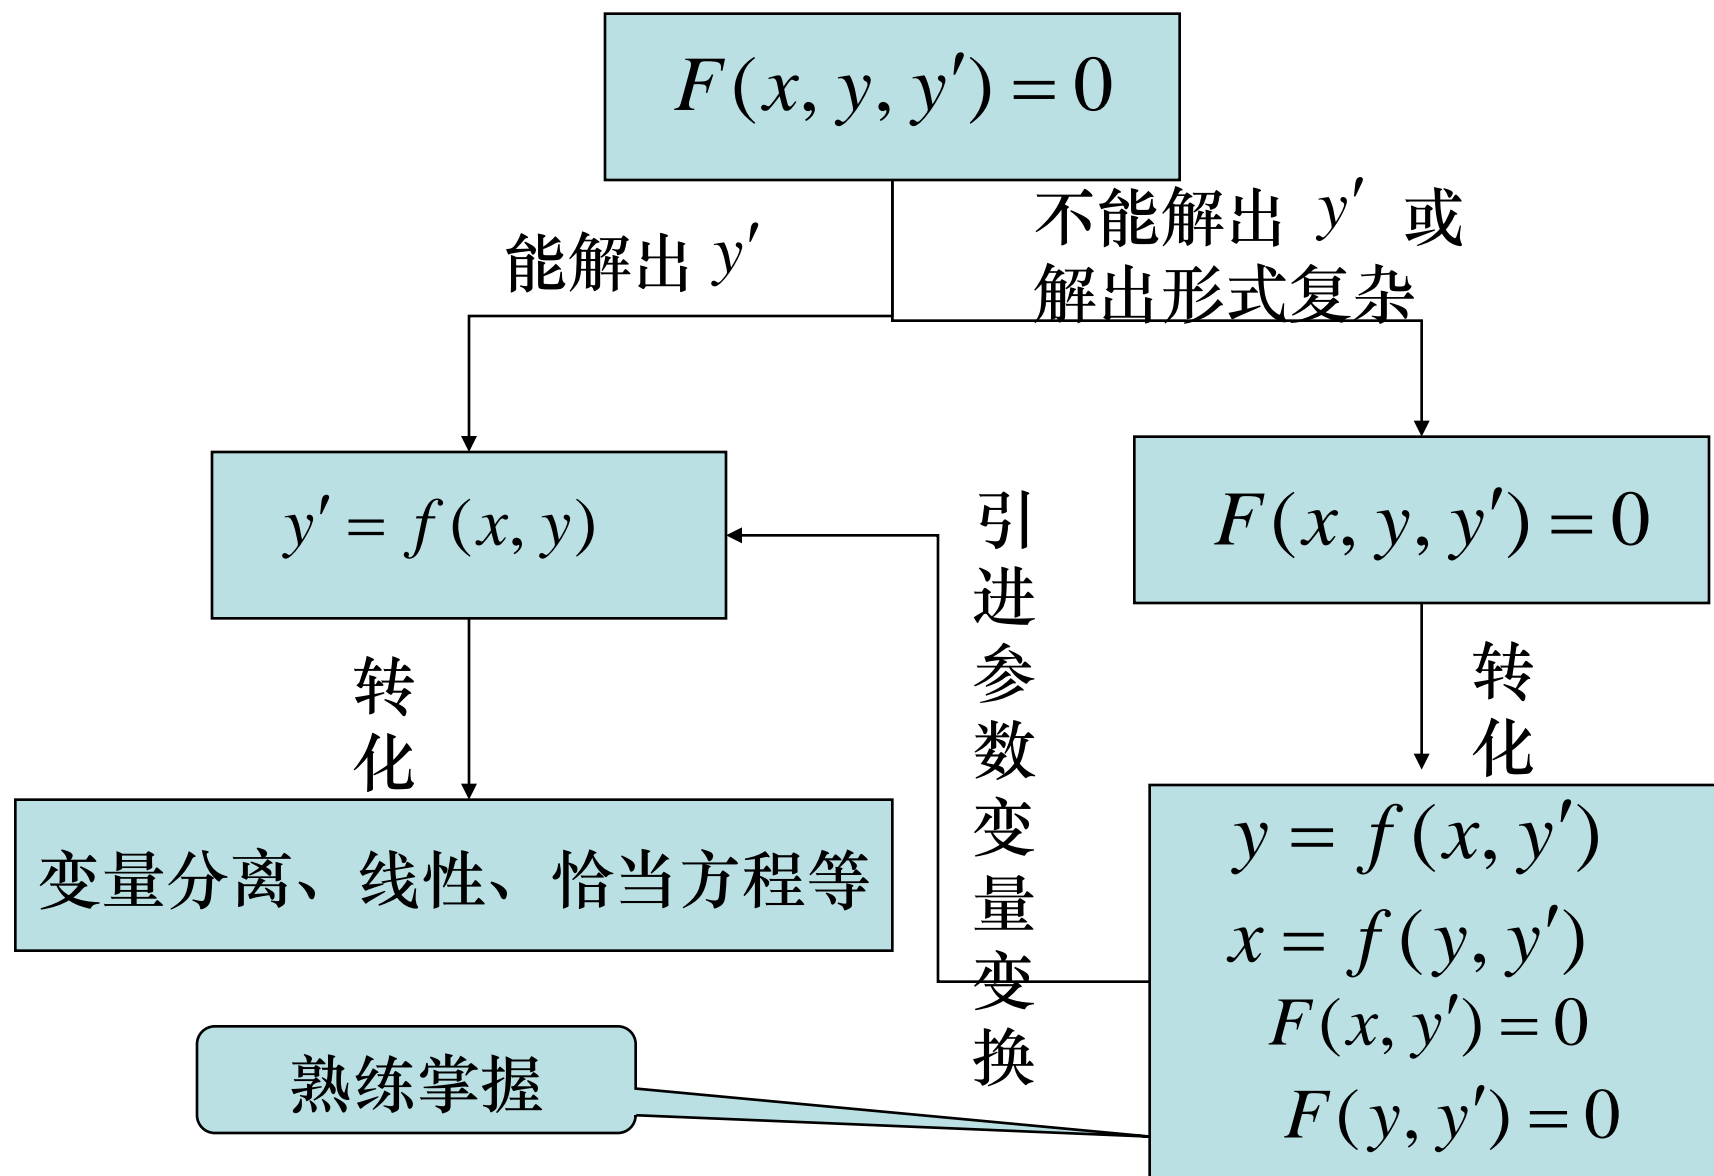 F(x, y, y′) = 0
能解出 y′
不能解出 y′ 或
解出形式复杂
y′ = f(x, y)
引进参数变量变换
F(x, y, y′) = 0
转化
转化
变量分离、线性、恰当方程等
y = f(x, y′)
x = f(y, y′)
F(x, y′) = 0
F(y, y′) = 0
熟练掌握